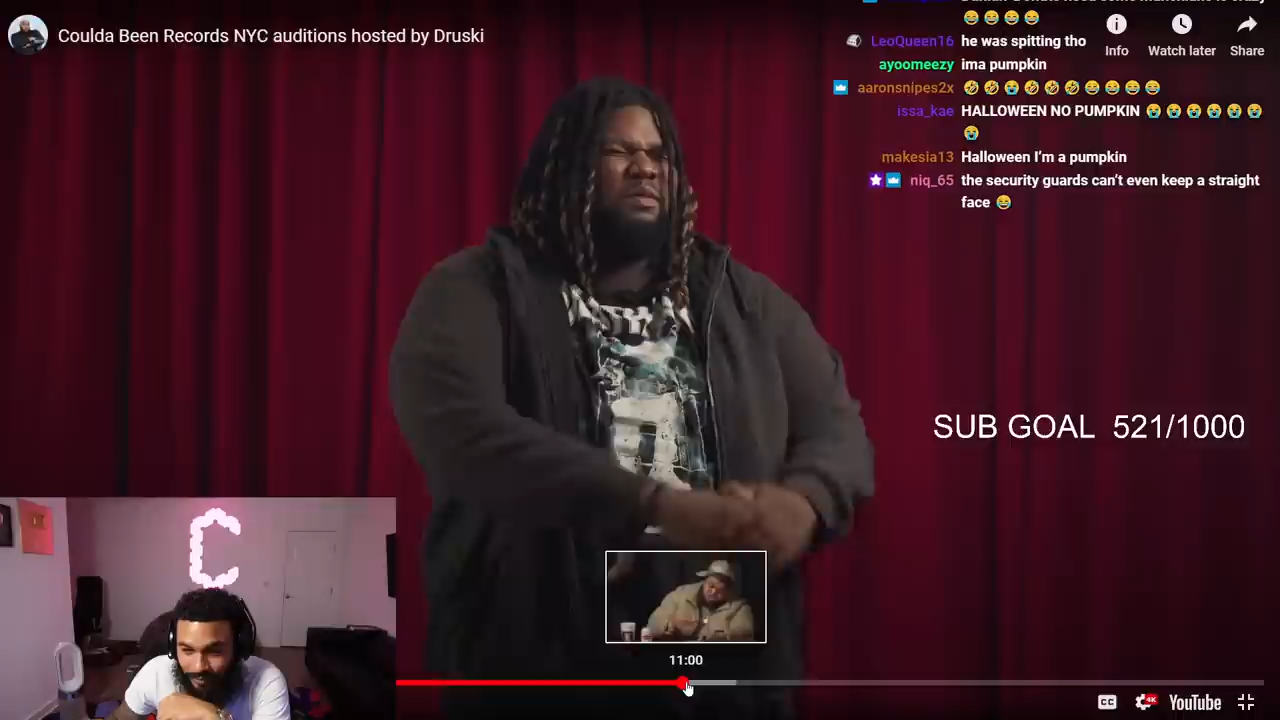 Coulda Been Records NYC auditions hosted by Druski
Info
Watch later
Share
😂 😂 😂 😂
LeoQueen16 he was spitting tho
ayoomeezy ima pumpkin
aaronsnipes2x 🤣 🤣 😭 🤣 🤣 🤣 😂 😂 😂 😂
issa_kae HALLOWEEN NO PUMPKIN 😭 😭 😭 😭 😭 😭
😭
makesia13 Halloween I'm a pumpkin
niq_65 the security guards can't even keep a straight
face 😂
SUB GOAL 521/1000
C
11:00
CC
4K
YouTube